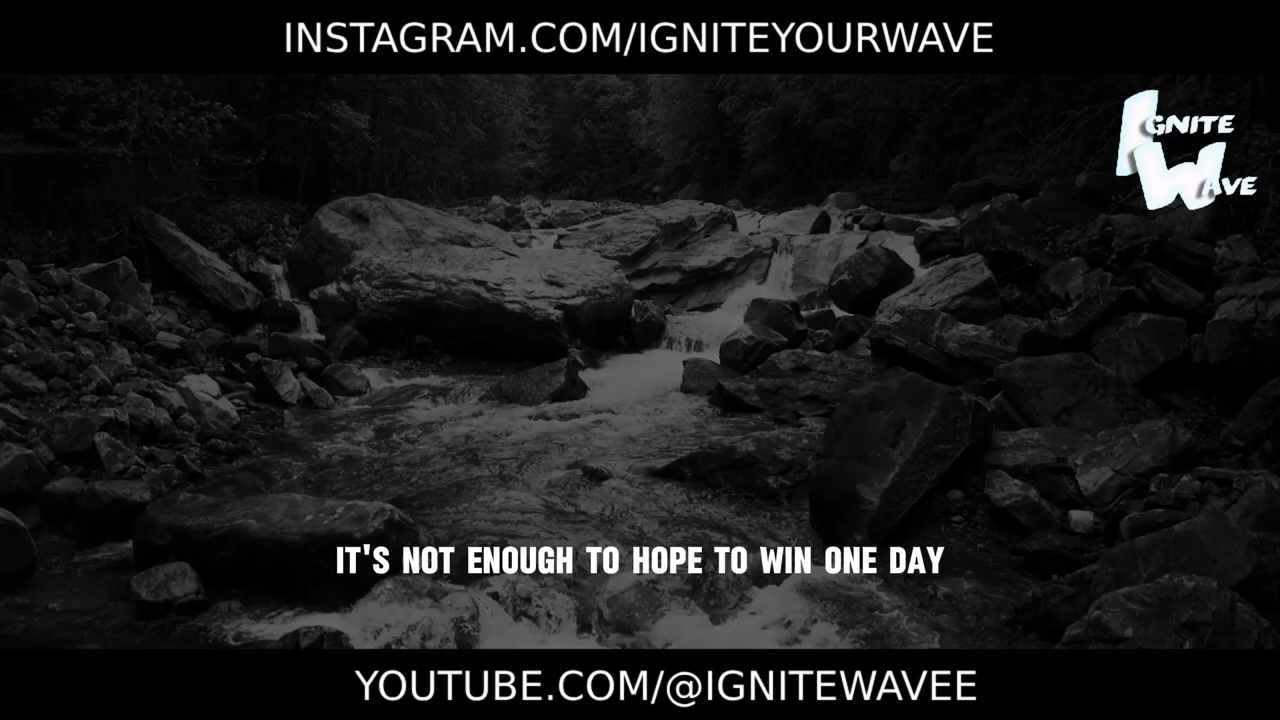 INSTAGRAM.COM/IGNITEYOURWAVE
IGNITE
WAVE
IT'S NOT ENOUGH TO HOPE TO WIN ONE DAY
YOUTUBE.COM/@IGNITEWAVEE